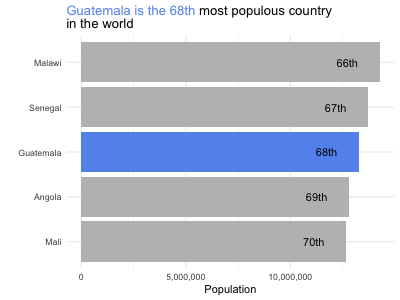 Guatemala is the 68th most populous country
in the world
Malawi
66th
Senegal
67th
Guatemala
68th
Angola
69th
Mali
70th
0
5,000,000
10,000,000
Population